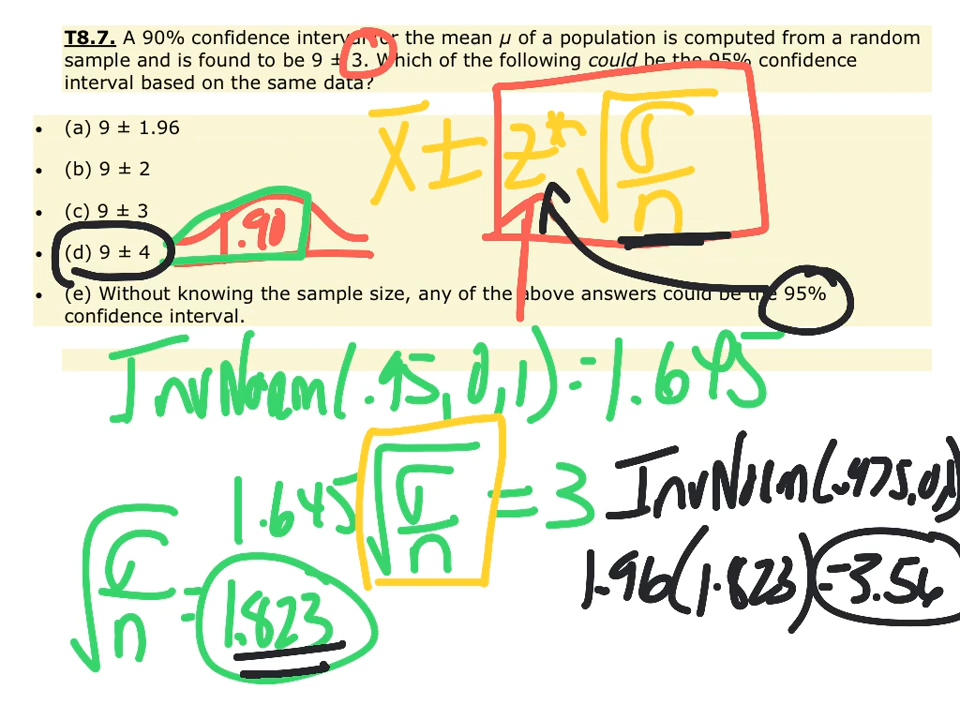 T8.7. A 90% confidence interval for the mean μ of a population is computed from a random
sample and is found to be 9 ± 3. Which of the following could be the 95% confidence
interval based on the same data?
x̄ ± z* √σ/n
• (a) 9 ± 1.96
• (b) 9 ± 2
• (c) 9 ± 3
.90
• (d) 9 ± 4
• (e) Without knowing the sample size, any of the above answers could be the 95%
confidence interval.
InvNorm(.95,0,1)=1.645
1.645 √σ/n = 3
InvNorm(.975,0,1)
√σ/n = 1.823
1.96(1.823)=3.56